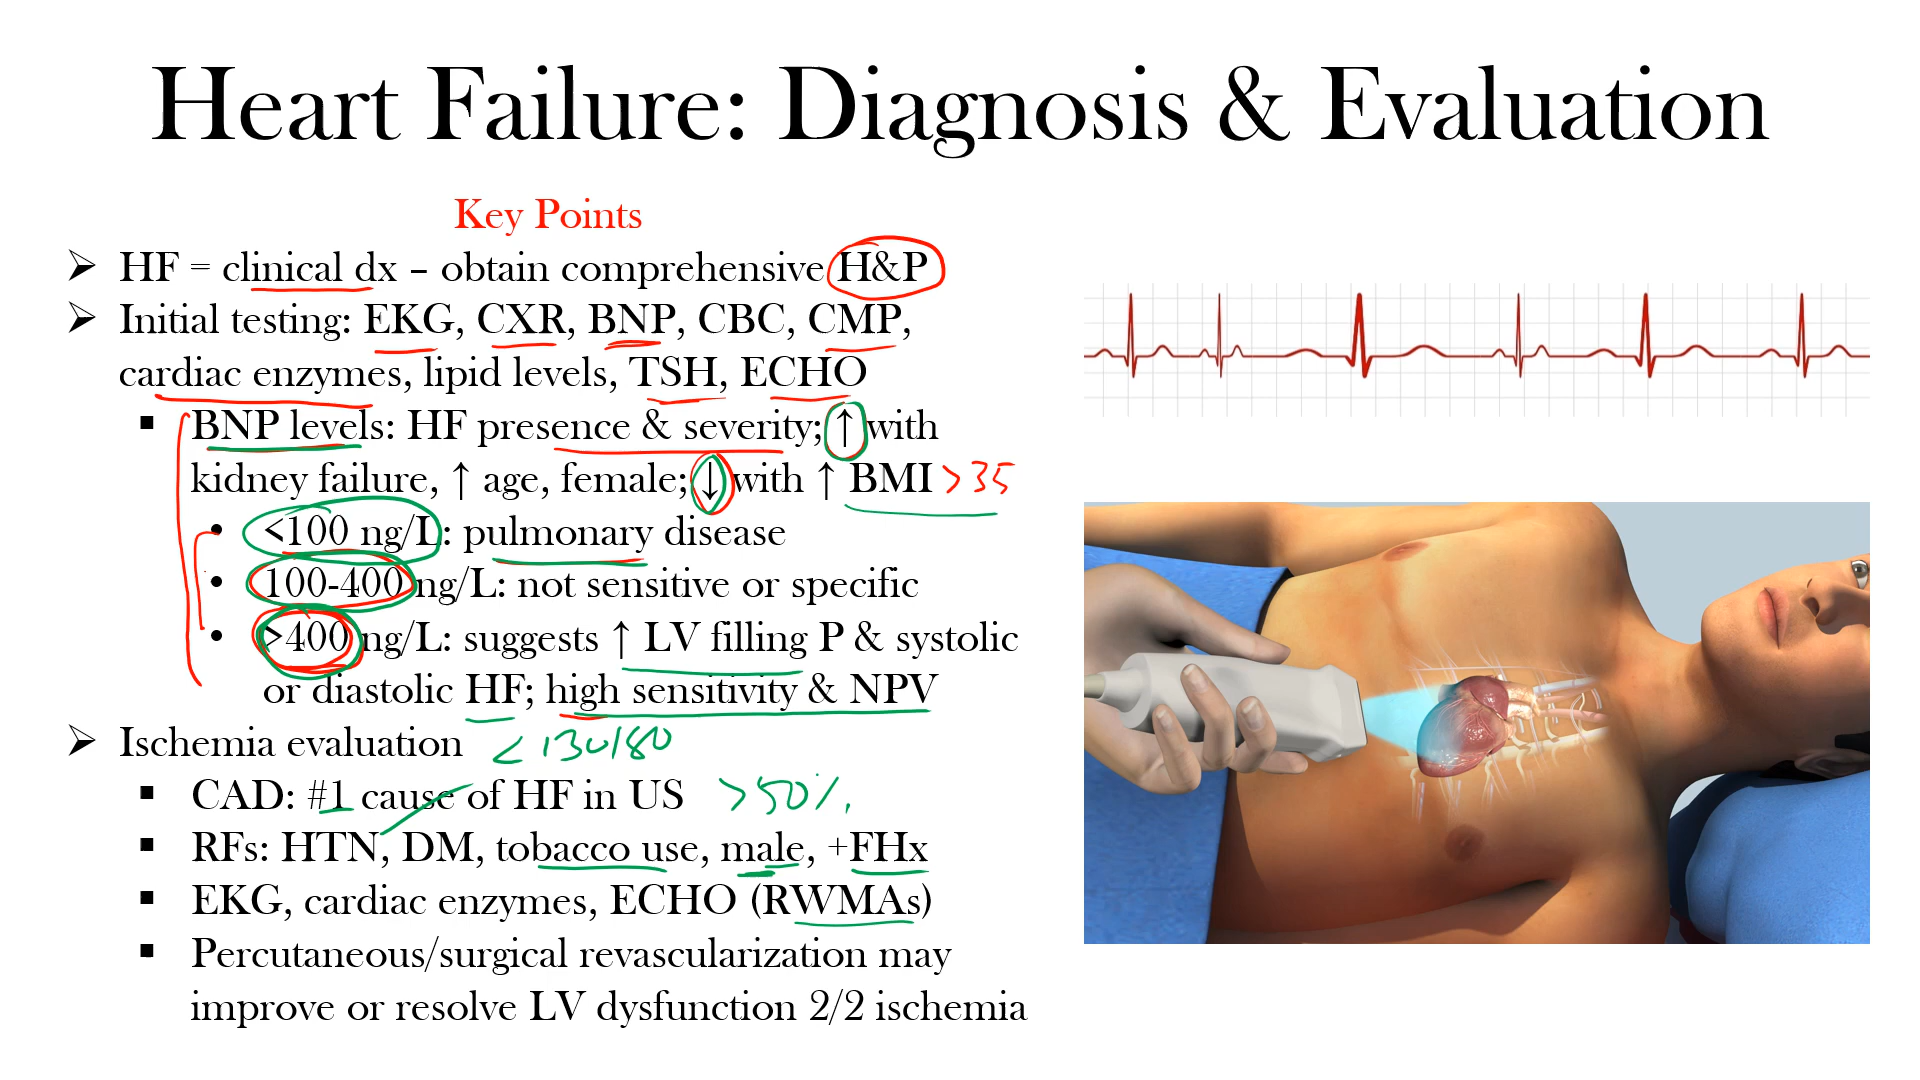 Heart Failure: Diagnosis & Evaluation
Key Points
➢ HF = clinical dx – obtain comprehensive H&P
➢ Initial testing: EKG, CXR, BNP, CBC, CMP,
cardiac enzymes, lipid levels, TSH, ECHO
▪ BNP levels: HF presence & severity; ↑ with
kidney failure, ↑ age, female; ↓ with ↑ BMI >35
• <100 ng/L: pulmonary disease
• 100-400 ng/L: not sensitive or specific
• >400 ng/L: suggests ↑ LV filling P & systolic
or diastolic HF; high sensitivity & NPV
➢ Ischemia evaluation <130/80
▪ CAD: #1 cause of HF in US >50%
▪ RFs: HTN, DM, tobacco use, male, +FHx
▪ EKG, cardiac enzymes, ECHO (RWMAs)
▪ Percutaneous/surgical revascularization may
improve or resolve LV dysfunction 2/2 ischemia